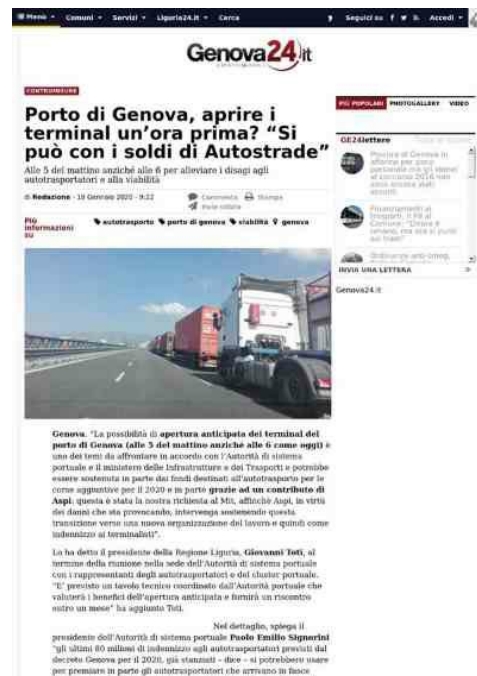 Menu Comuni Servizi Liguria24.it Cerca
Seguici su Accedi
Genova24.it
CONTROMISURE
Porto di Genova, aprire i
terminal un'ora prima? “Si
può con i soldi di Autostrade”
Alle 5 del mattino anziché alle 6 per alleviare i disagi agli
autotrasportatori e alla viabilità
di Redazione - 18 Gennaio 2020 - 9:22
Commenta Stampa
Invia notizia
Più
informazioni
su
autotrasporto porto di genova viabilità genova
PIÙ POPOLARI PHOTOGALLERY VIDEO
GE24lettere
INVIA UNA LETTERA
Genova24.it
Genova. “La possibilità di apertura anticipata dei terminal del
porto di Genova (alle 5 del mattino anziché alle 6 come oggi) è
uno dei temi da affrontare in accordo con l'Autorità di sistema
portuale e il ministero delle Infrastrutture e dei Trasporti e potrebbe
essere sostenuta in parte dai fondi destinati all'autotrasporto per le
corse aggiuntive per il 2020 e in parte grazie ad un contributo di
Aspi: questa è stata la nostra richiesta al Mit, affinché Aspi, in virtù
dei danni che sta provocando, intervenga sostenendo questa
transizione verso una nuova organizzazione del lavoro e quindi come
indennizzo ai terminalisti”.
Lo ha detto il presidente della Regione Liguria, Giovanni Toti, al
termine della riunione nella sede dell'Autorità di sistema portuale
con i rappresentanti degli autotrasportatori e del cluster portuale.
“E' previsto un tavolo tecnico coordinato dall'Autorità portuale che
valuterà i benefici dell'apertura anticipata e fornirà un riscontro
entro un mese” ha aggiunto Toti.
Nel dettaglio, spiega il
presidente dell'Autorità di sistema portuale Paolo Emilio Signorini
“gli ultimi 80 milioni di indennizzo agli autotrasportatori previsti dal
decreto Genova per il 2020, già stanziati – dice – si potrebbero usare
per premiare in parte gli autotrasportatori che arrivano in fasce